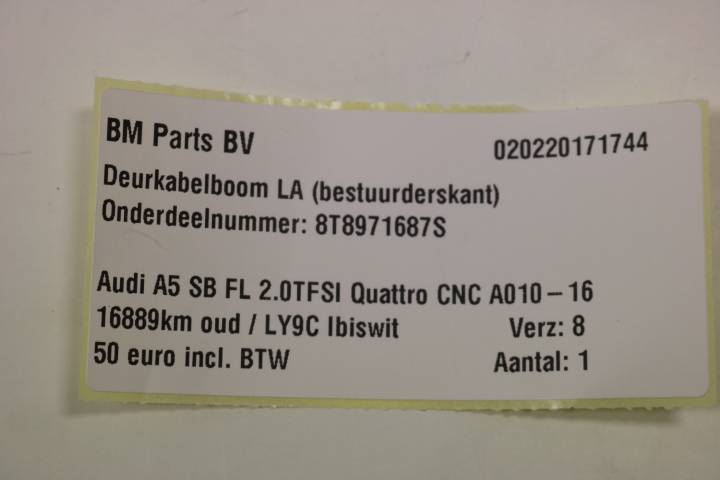 BM Parts BV 020220171744
Deurkabelboom LA (bestuurderskant)
Onderdeelnummer: 8T8971687S
Audi A5 SB FL 2.0TFSI Quattro CNC A010-16
16889km oud / LY9C Ibiswit Verz: 8
50 euro incl. BTW Aantal: 1